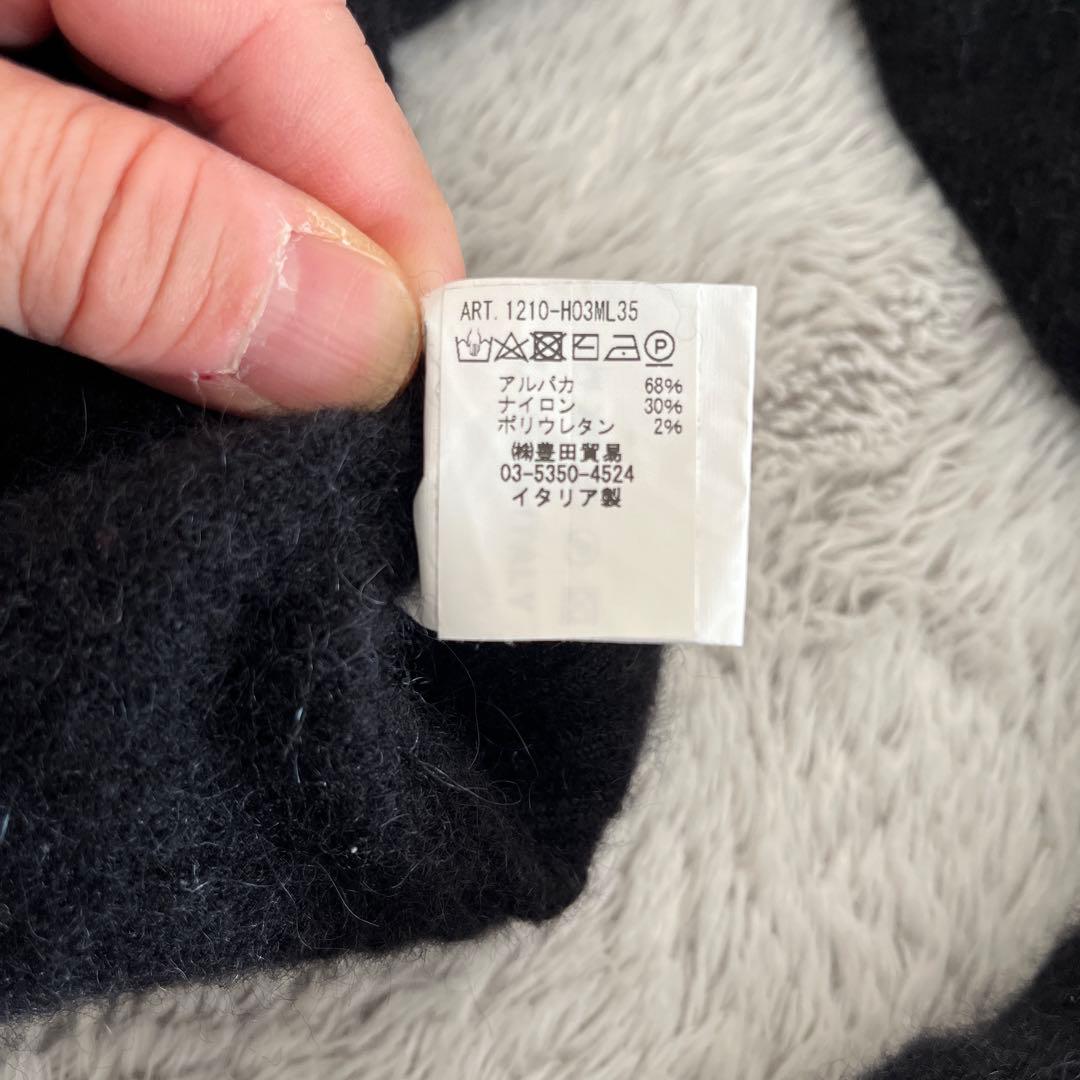 ART. 1210-H03ML35
アルパカ 68%
ナイロン 30%
ポリウレタン 2%
㈱豊田貿易
03-5350-4524
イタリア製